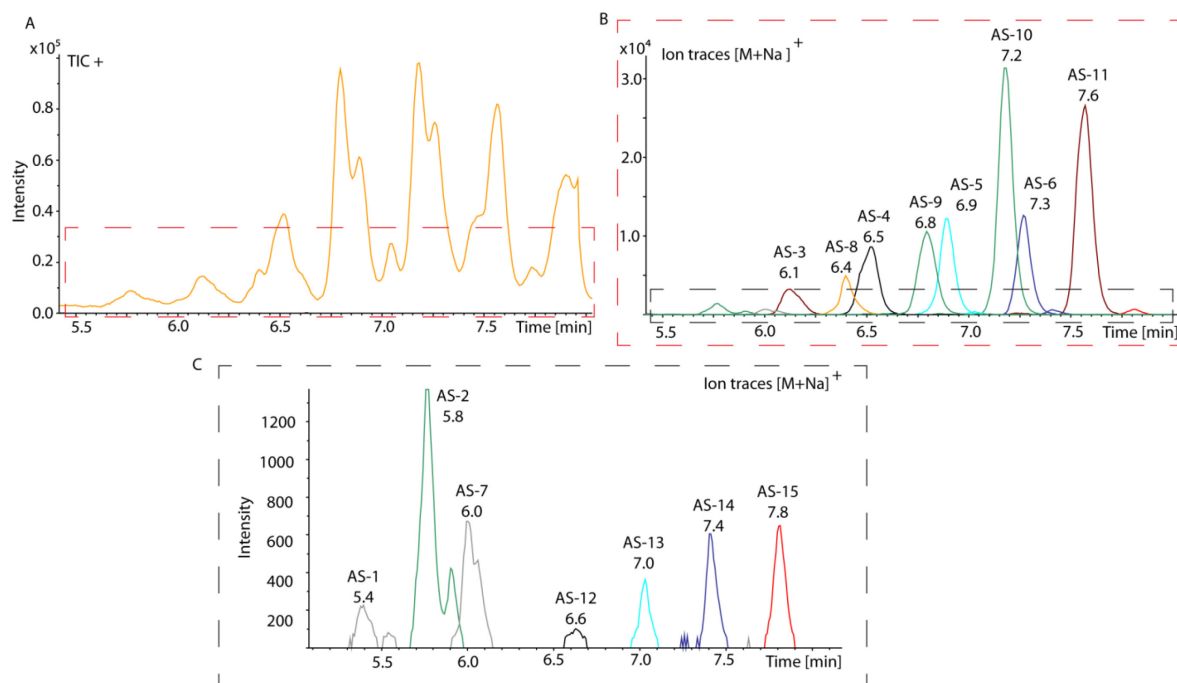 A
x10⁵
TIC +
0.8
0.6
0.4
0.2
0.0
Intensity
5.5 6.0 6.5 7.0 7.5
Time [min]
B
x10⁴
Ion traces [M+Na]⁺
3.0
2.0
1.0
AS-3
6.1
AS-8
6.4
AS-4
6.5
AS-9
6.8
AS-5
6.9
AS-10
7.2
AS-6
7.3
AS-11
7.6
5.5 6.0 6.5 7.0 7.5
Time [min]
C
Ion traces [M+Na]⁺
1200
1000
800
600
400
200
Intensity
AS-1
5.4
AS-2
5.8
AS-7
6.0
AS-12
6.6
AS-13
7.0
AS-14
7.4
AS-15
7.8
5.5 6.0 6.5 7.0 7.5
Time [min]